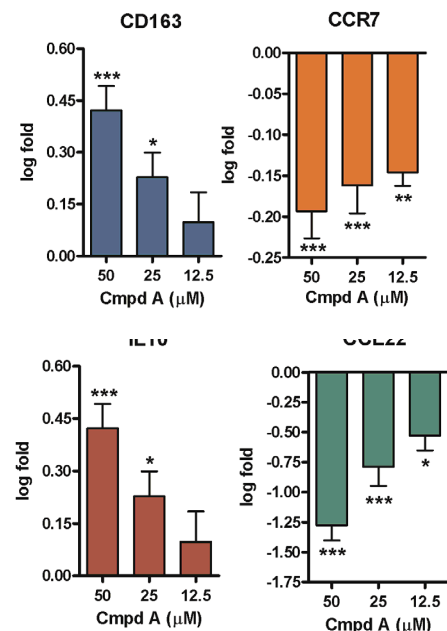 CD163
0.60
0.45
0.30
0.15
0.00
log fold
***
*
50 25 12.5
Cmpd A (μM)
CCR7
0.00
-0.05
-0.10
-0.15
-0.20
-0.25
log fold
***
***
**
50 25 12.5
Cmpd A (μM)
IL10
0.60
0.45
0.30
0.15
0.00
log fold
***
*
50 25 12.5
Cmpd A (μM)
CCL22
0.00
-0.25
-0.50
-0.75
-1.00
-1.25
-1.50
-1.75
log fold
***
***
*
50 25 12.5
Cmpd A (μM)